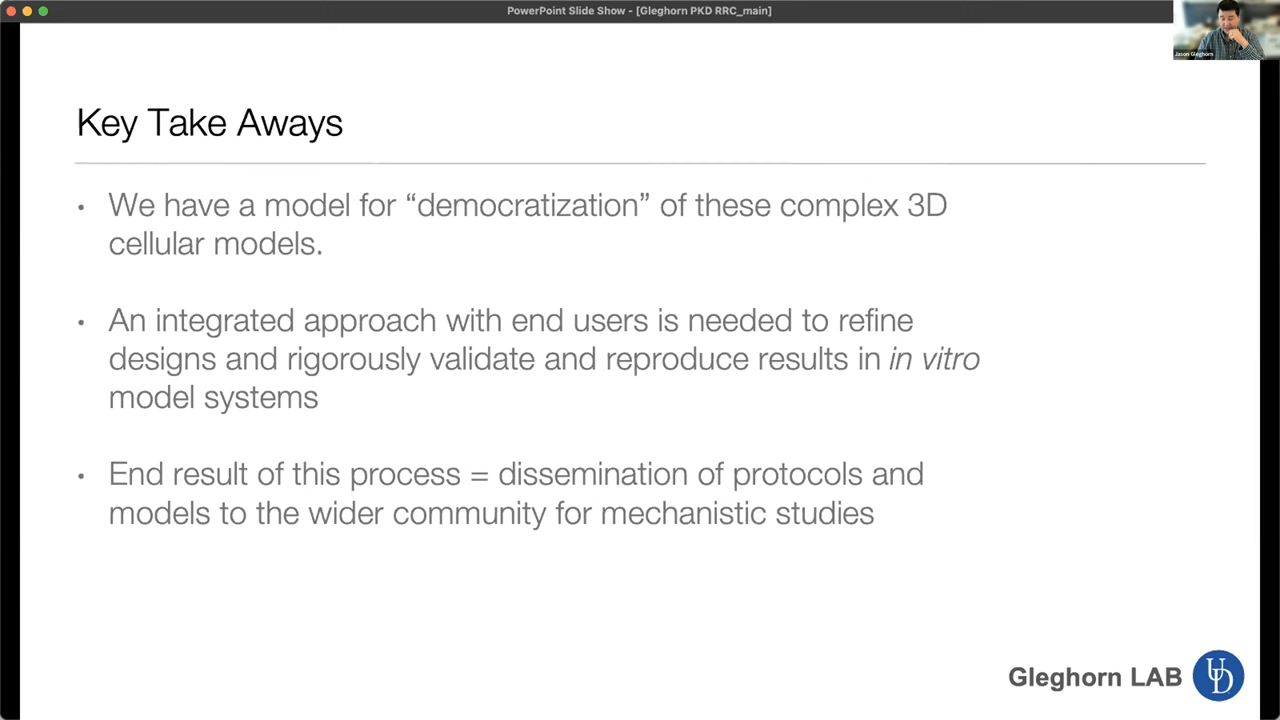 PowerPoint Slide Show - [Gleghorn PKD RRC_main]
Jason Gleghorn
Key Take Aways
• We have a model for “democratization” of these complex 3D
cellular models.
• An integrated approach with end users is needed to refine
designs and rigorously validate and reproduce results in in vitro
model systems
• End result of this process = dissemination of protocols and
models to the wider community for mechanistic studies
Gleghorn LAB
UD